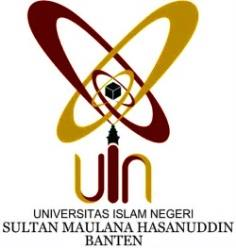 uin
UNIVERSITAS ISLAM NEGERI
SULTAN MAULANA HASANUDDIN
BANTEN